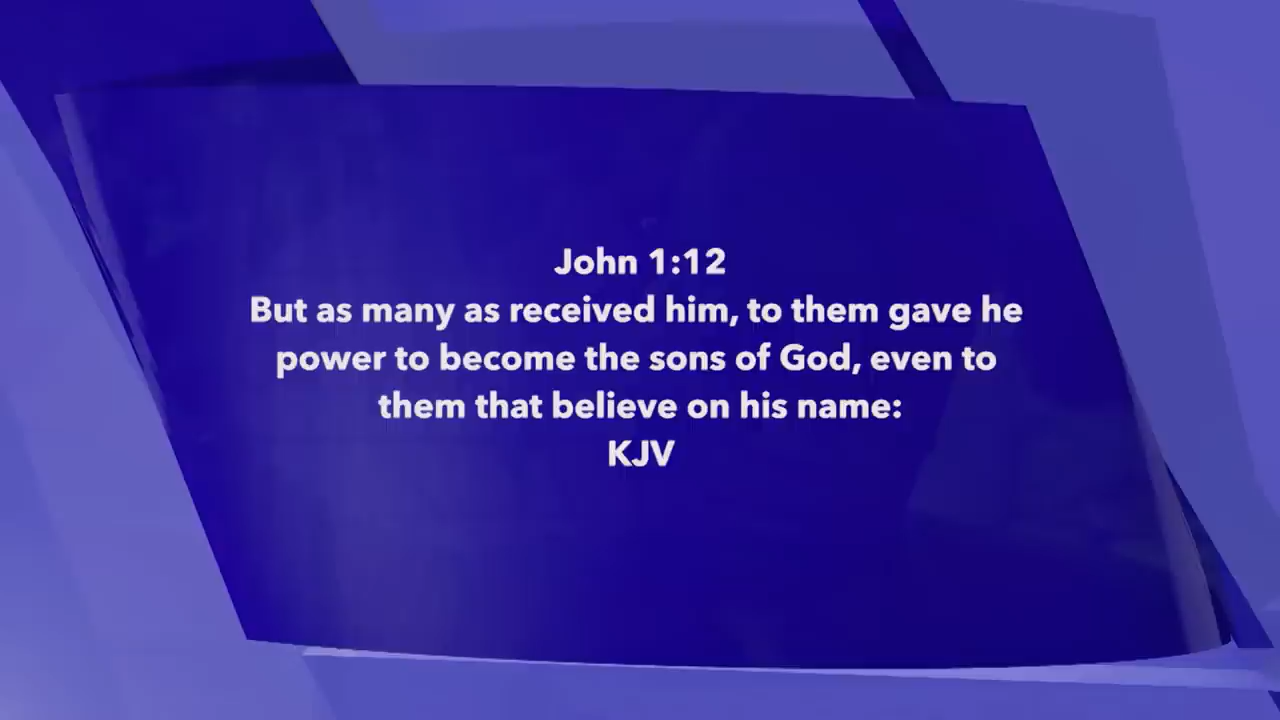 John 1:12
But as many as received him, to them gave he
power to become the sons of God, even to
them that believe on his name:
KJV